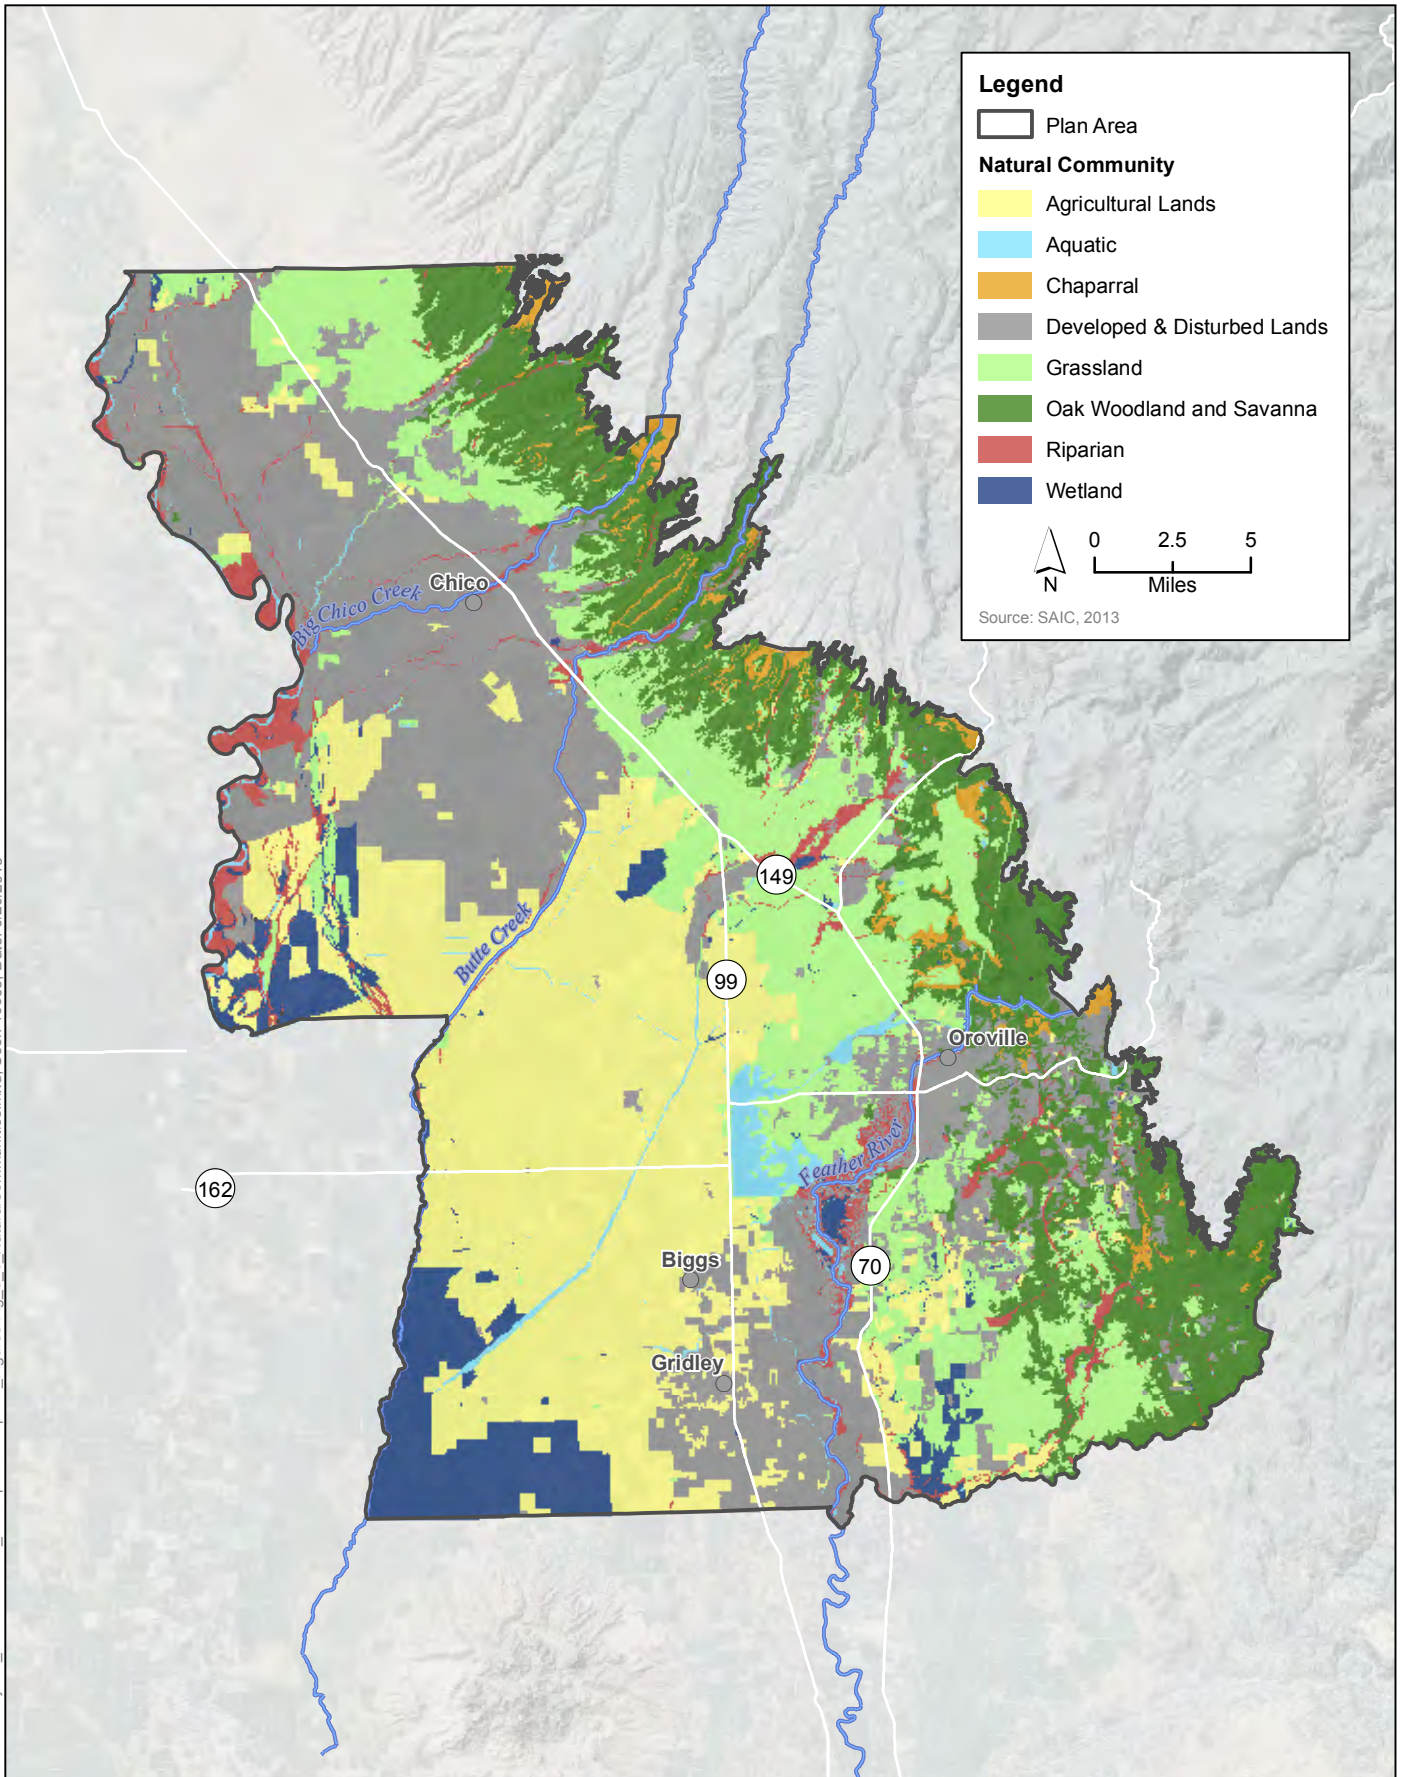 Legend
Plan Area
Natural Community
Agricultural Lands
Aquatic
Chaparral
Developed & Disturbed Lands
Grassland
Oak Woodland and Savanna
Riparian
Wetland
0 2.5 5
N
Miles
Source: SAIC, 2013
Chico
Big Chico Creek
149
Butte Creek
99
Oroville
Feather River
162
Biggs
70
Gridley